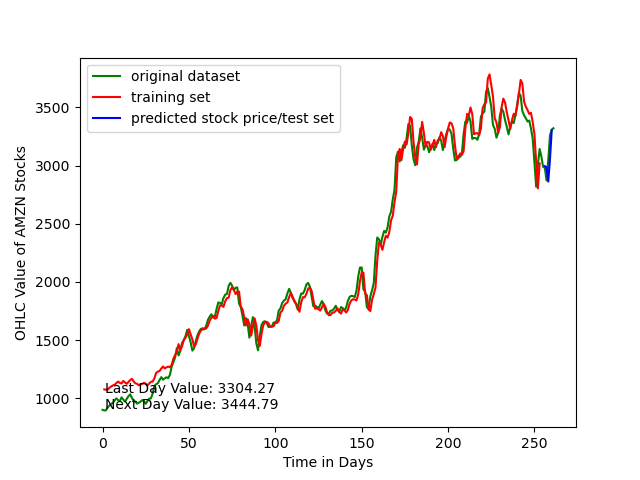 original dataset
training set
predicted stock price/test set
OHLC Value of AMZN Stocks
3500
3000
2500
2000
1500
1000
Last Day Value: 3304.27
Next Day Value: 3444.79
0
50
100
150
200
250
Time in Days